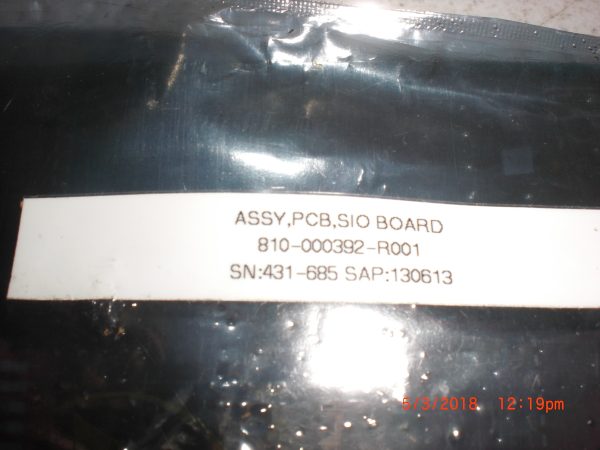 ASSY,PCB,SIO BOARD
810-000392-R001
SN:431-685 SAP:130613
5/3/2018 12:19pm